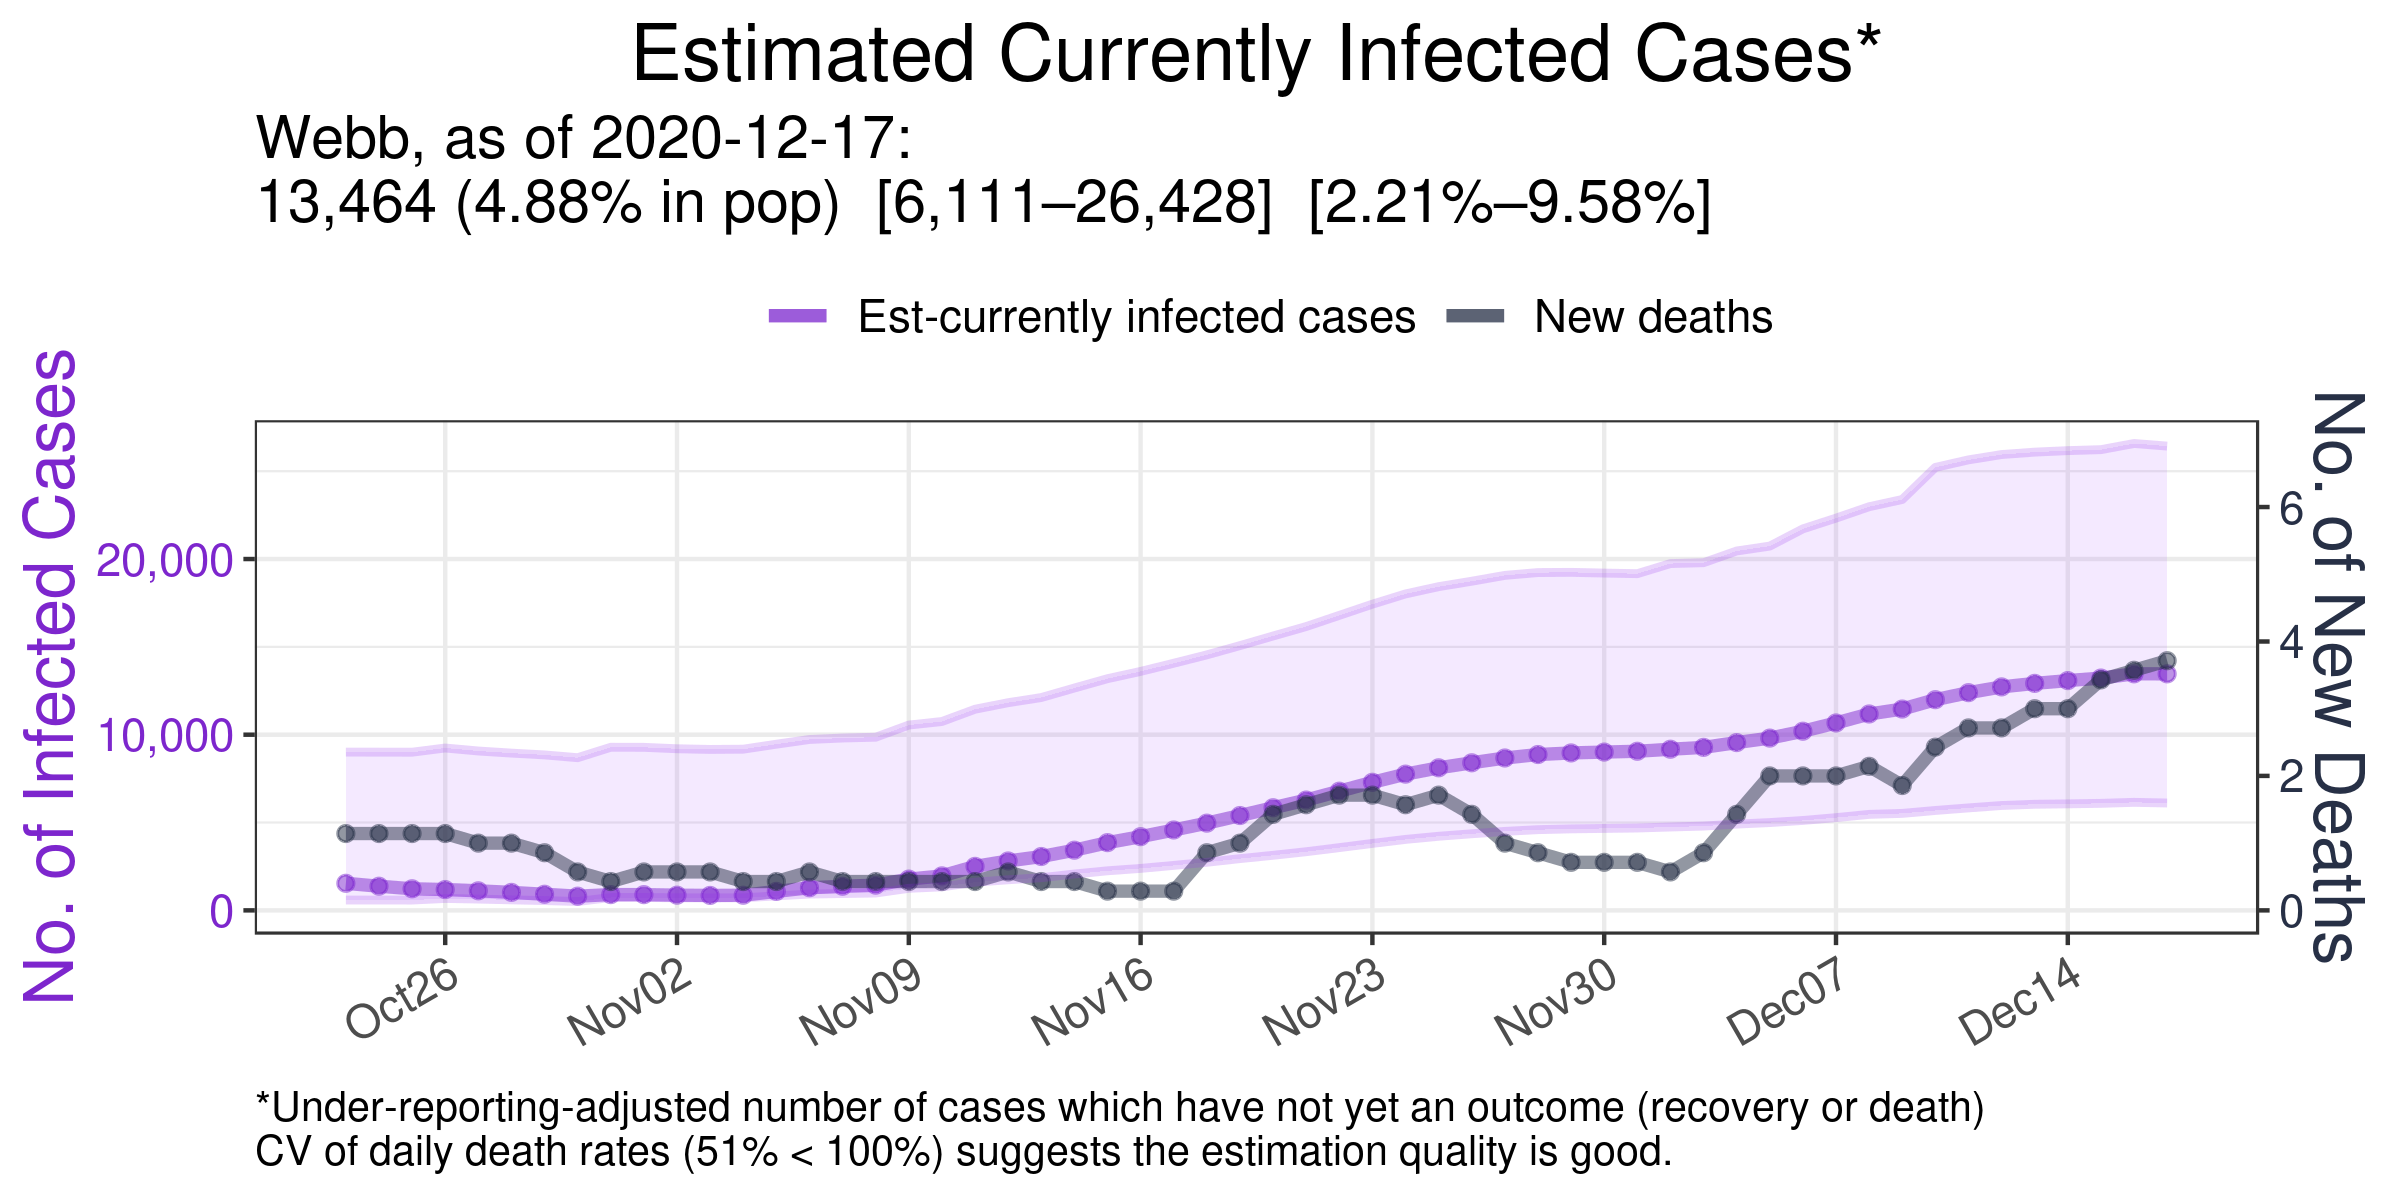 Estimated Currently Infected Cases*
Webb, as of 2020-12-17:
13,464 (4.88% in pop)  [6,111–26,428]  [2.21%–9.58%]
Est-currently infected cases
New deaths
No. of Infected Cases
20,000
10,000
0
6
4
2
0
No. of New Deaths
Oct26
Nov02
Nov09
Nov16
Nov23
Nov30
Dec07
Dec14
*Under-reporting-adjusted number of cases which have not yet an outcome (recovery or death)
CV of daily death rates (51% < 100%) suggests the estimation quality is good.